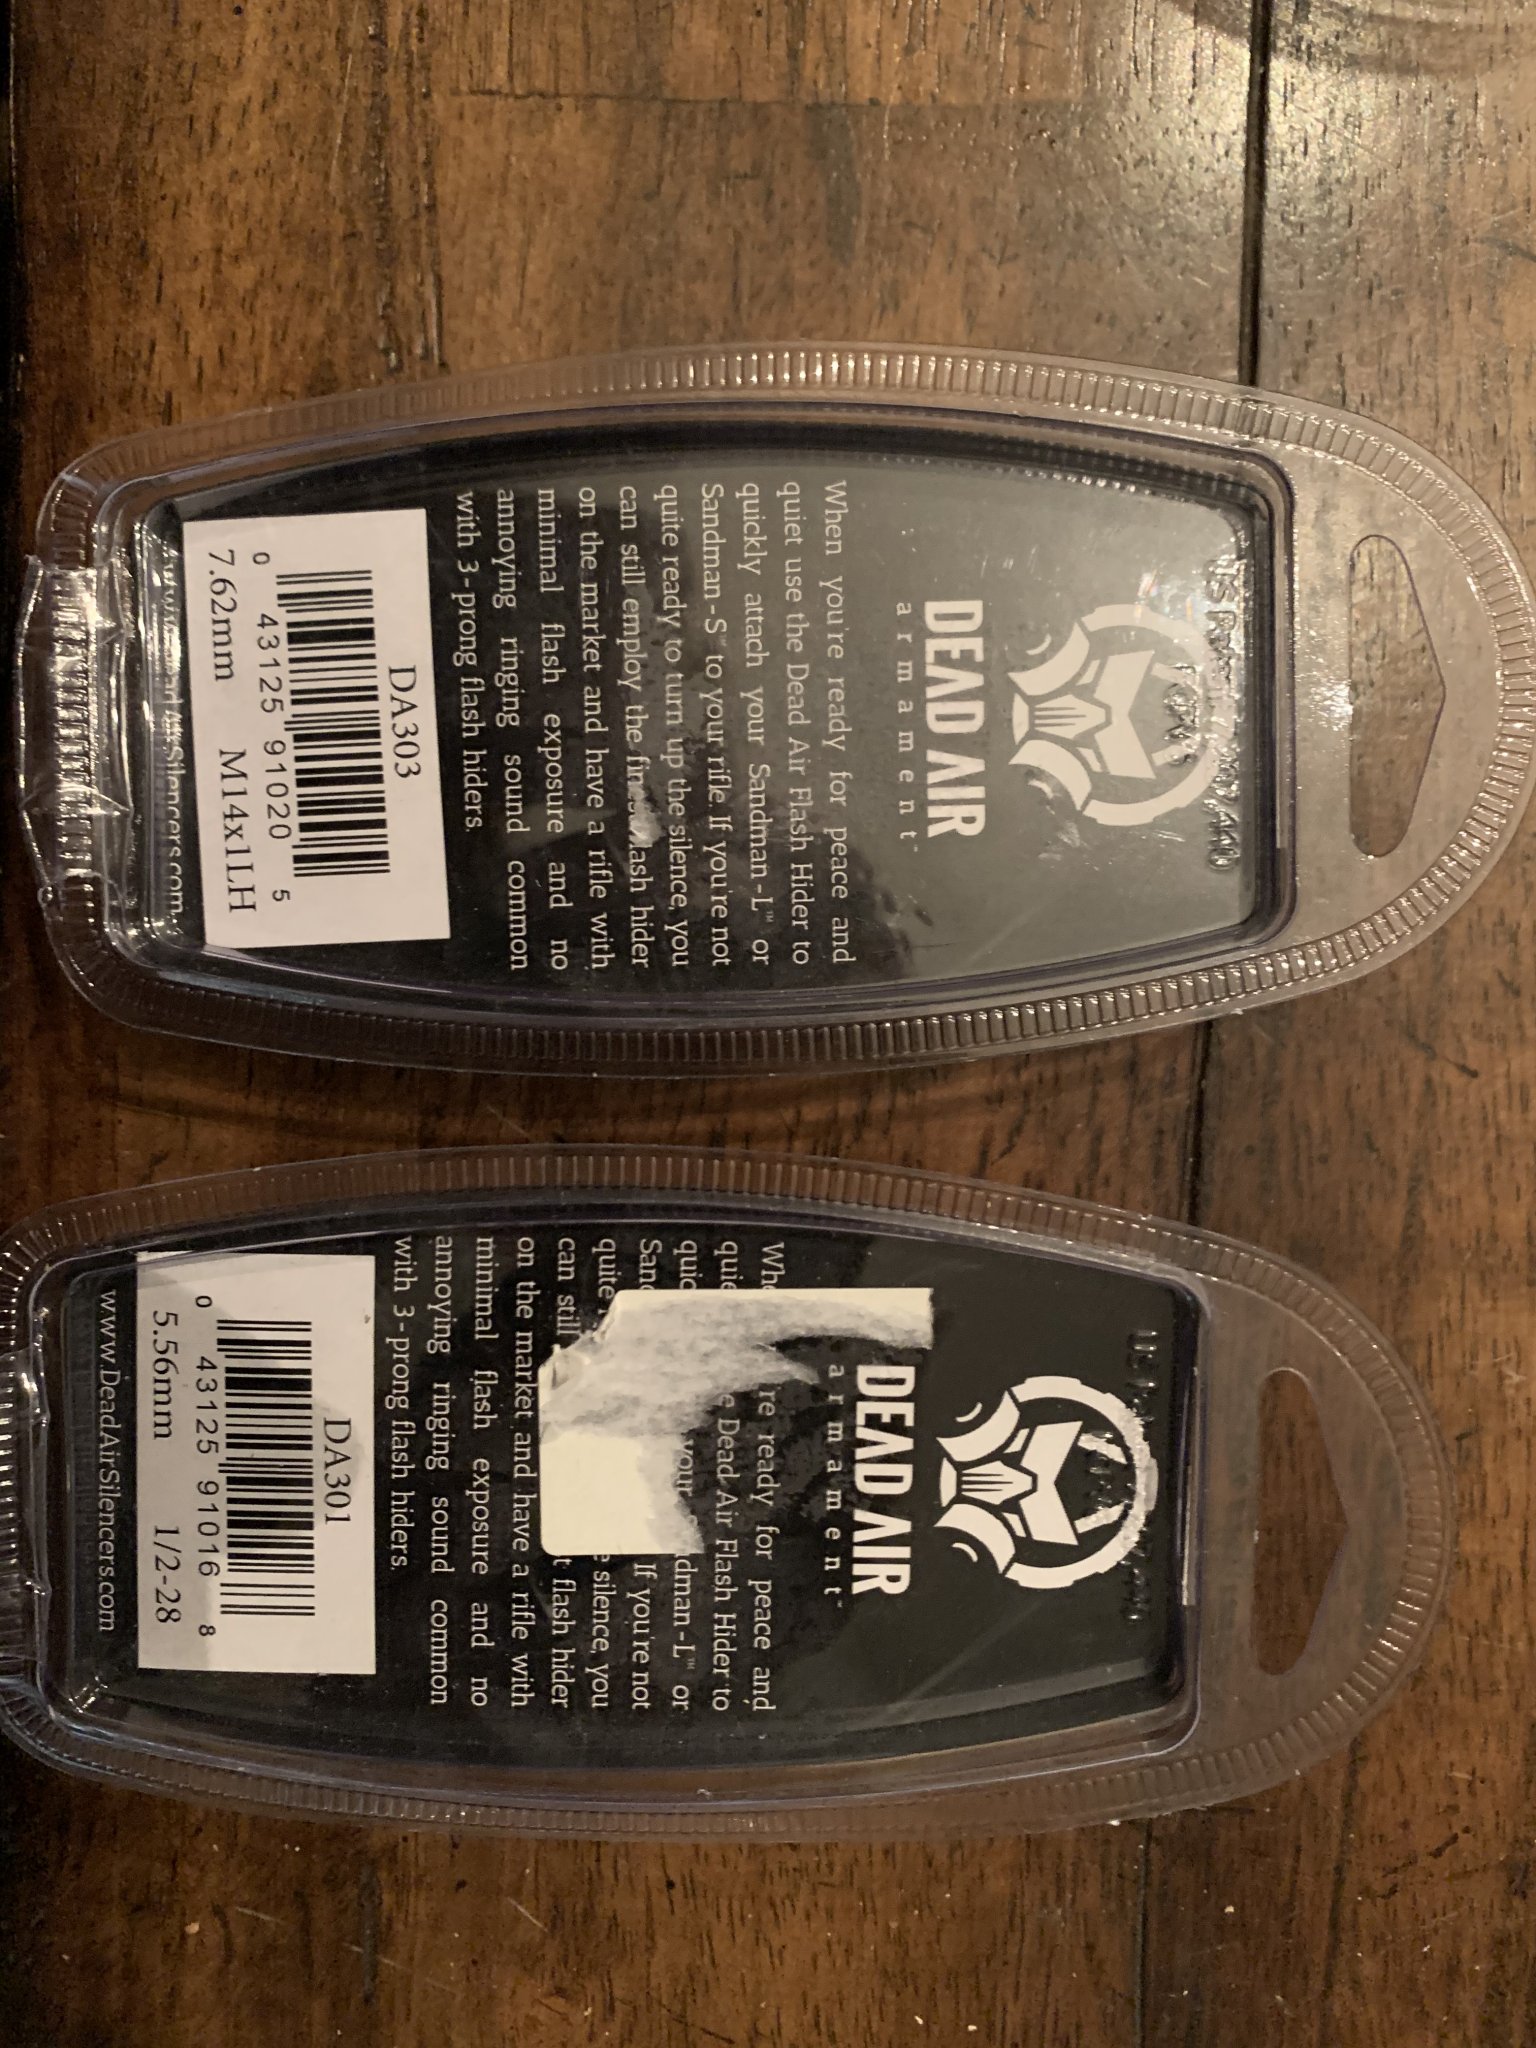 DEAD AIR
armament™
When you're ready for peace and
quiet use the Dead Air Flash Hider to
quickly attach your Sandman-L™ or
Sandman-S™ to your rifle. If you're not
quite ready to turn up the silence, you
can still employ the lash hider
on the market and have a rifle with
minimal flash exposure and no
annoying ringing sound common
with 3-prong flash hiders.
DA303
0 43125 91020 5
7.62mm M14x1LH
DEAD AIR
armament™
re ready for peace and
Dead Air Flash Hider to
your dman-L™ or
If you're not
silence, you
can still flash hider
on the market and have a rifle with
minimal flash exposure and no
annoying ringing sound common
with 3-prong flash hiders.
DA301
0 43125 91016 8
5.56mm 1/2-28
www.DeadAirSilencers.com